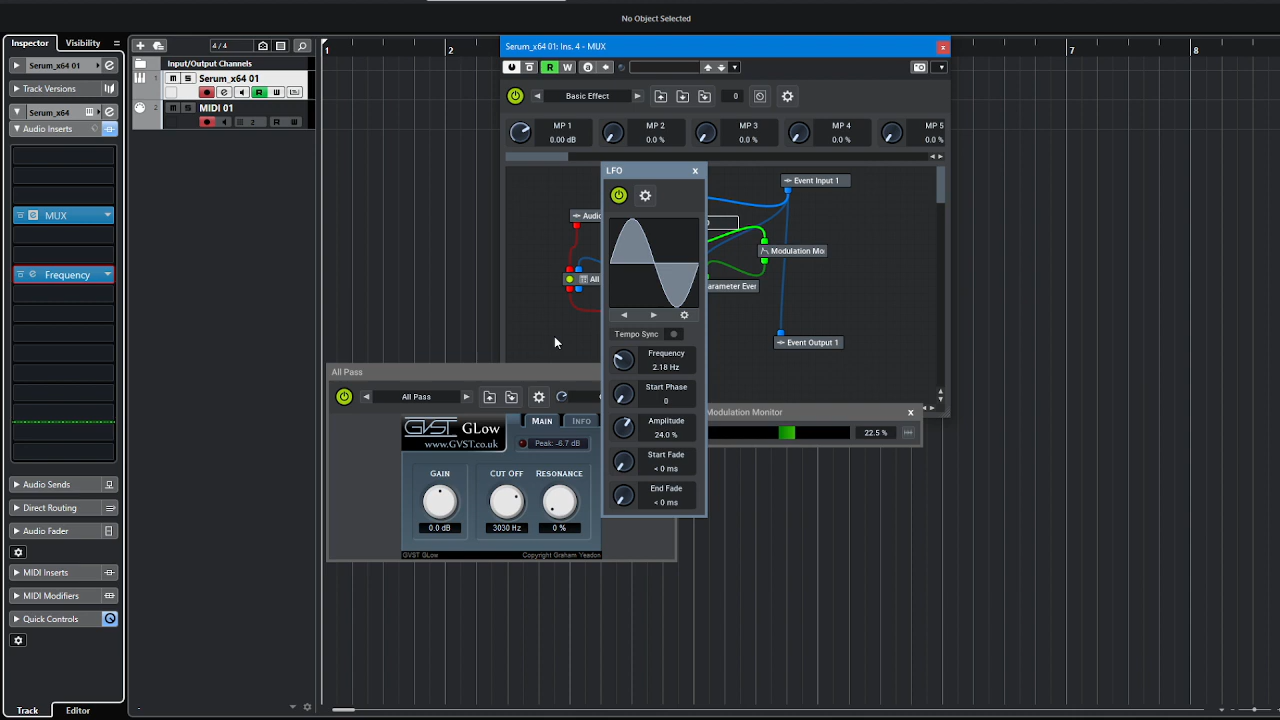 No Object Selected
Inspector
Visibility
4 / 4
1
2
7
8
Serum_x64 01: Ins. 4 - MUX
x
Input/Output Channels
Serum_x64 01
Track Versions
Serum_x64
Audio Inserts
1
M S
Serum_x64 01
R
2
M S
MIDI 01
2
R
R W
Basic Effect
0
MP 1
0.00 dB
MP 2
0.0 %
MP 3
0.0 %
MP 4
0.0 %
MP 5
0.0 %
LFO
x
Event Input 1
Audio
Modulation Mo
All
arameter Ever
Event Output 1
MUX
Frequency
Tempo Sync
Frequency
2.18 Hz
Start Phase
0
Amplitude
24.0 %
Start Fade
< 0 ms
End Fade
< 0 ms
Modulation Monitor
x
22.5 %
All Pass
All Pass
GVST GLow
www.GVST.co.uk
MAIN
INFO
Peak: -6.7 dB
GAIN
CUT OFF
RESONANCE
0.0 dB
3030 Hz
0 %
GVST GLow
Copyright Graham Yeadon
Audio Sends
Direct Routing
Audio Fader
MIDI Inserts
MIDI Modifiers
Quick Controls
Track
Editor